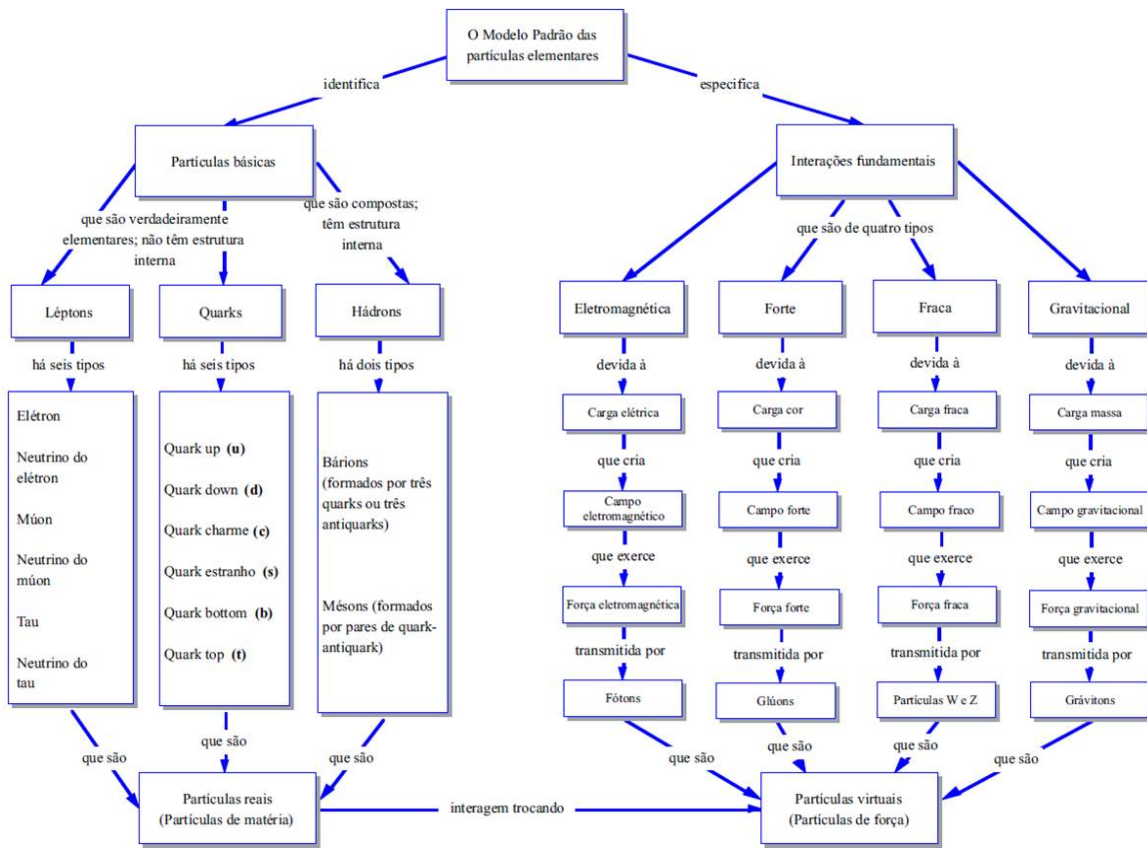 O Modelo Padrão das
partículas elementares
identifica
especifica
Partículas básicas
Interações fundamentais
que são verdadeiramente
elementares; não têm estrutura
interna
que são compostas;
têm estrutura
interna
que são de quatro tipos
Léptons
Quarks
Hádrons
Eletromagnética
Forte
Fraca
Gravitacional
há seis tipos
há seis tipos
há dois tipos
devida à
devida à
devida à
devida à
Elétron
Neutrino do
elétron
Múon
Neutrino do
múon
Tau
Neutrino do
tau
Quark up (u)
Quark down (d)
Quark charme (c)
Quark estranho (s)
Quark bottom (b)
Quark top (t)
Bárions
(formados por três
quarks ou três
antiquarks)
Mésons (formados
por pares de quark-
antiquark)
Carga elétrica
Carga cor
Carga fraca
Carga massa
que cria
que cria
que cria
que cria
Campo
eletromagnético
Campo forte
Campo fraco
Campo gravitacional
que exerce
que exerce
que exerce
que exerce
Força eletromagnética
Força forte
Força fraca
Força gravitacional
transmitida por
transmitida por
transmitida por
transmitida por
Fótons
Glúons
Partículas W e Z
Grávitons
que são
que são
que são
que são
que são
que são
que são
Partículas reais
(Partículas de matéria)
interagem trocando
Partículas virtuais
(Partículas de força)